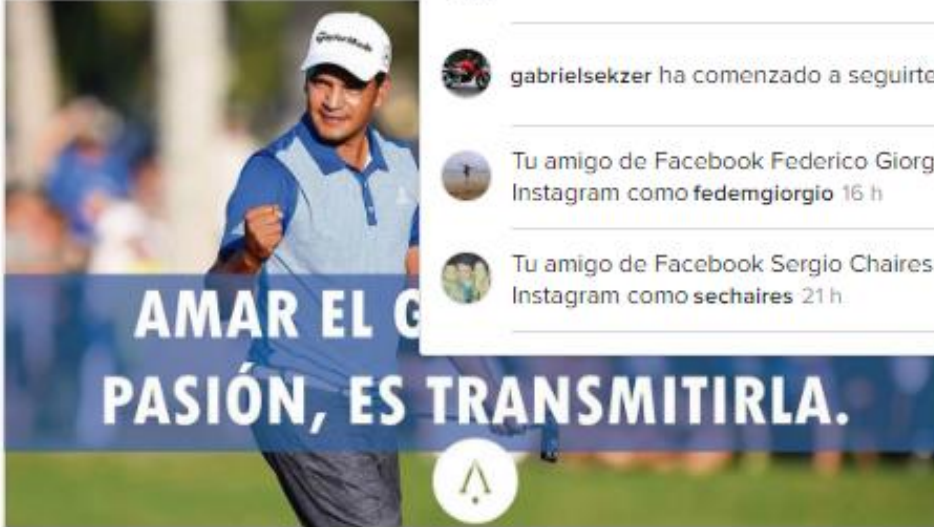 TaylorMade
gabrielsekzer ha comenzado a seguirte
Tu amigo de Facebook Federico Giorg
Instagram como fedemgiorgio 16 h
Tu amigo de Facebook Sergio Chaires
Instagram como sechaires 21 h
AMAR EL G
PASIÓN, ES TRANSMITIRLA.